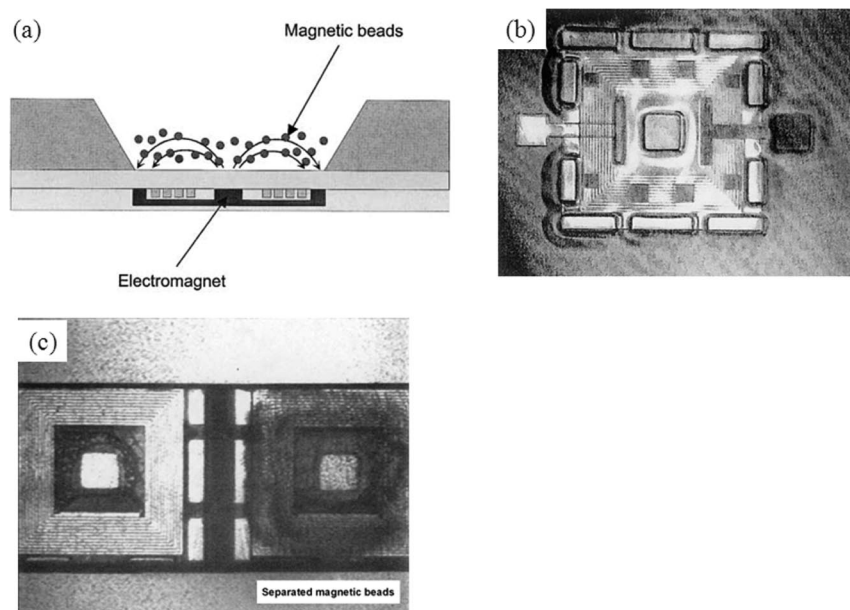 (a)
Magnetic beads
Electromagnet
(b)
(c)
Separated magnetic beads